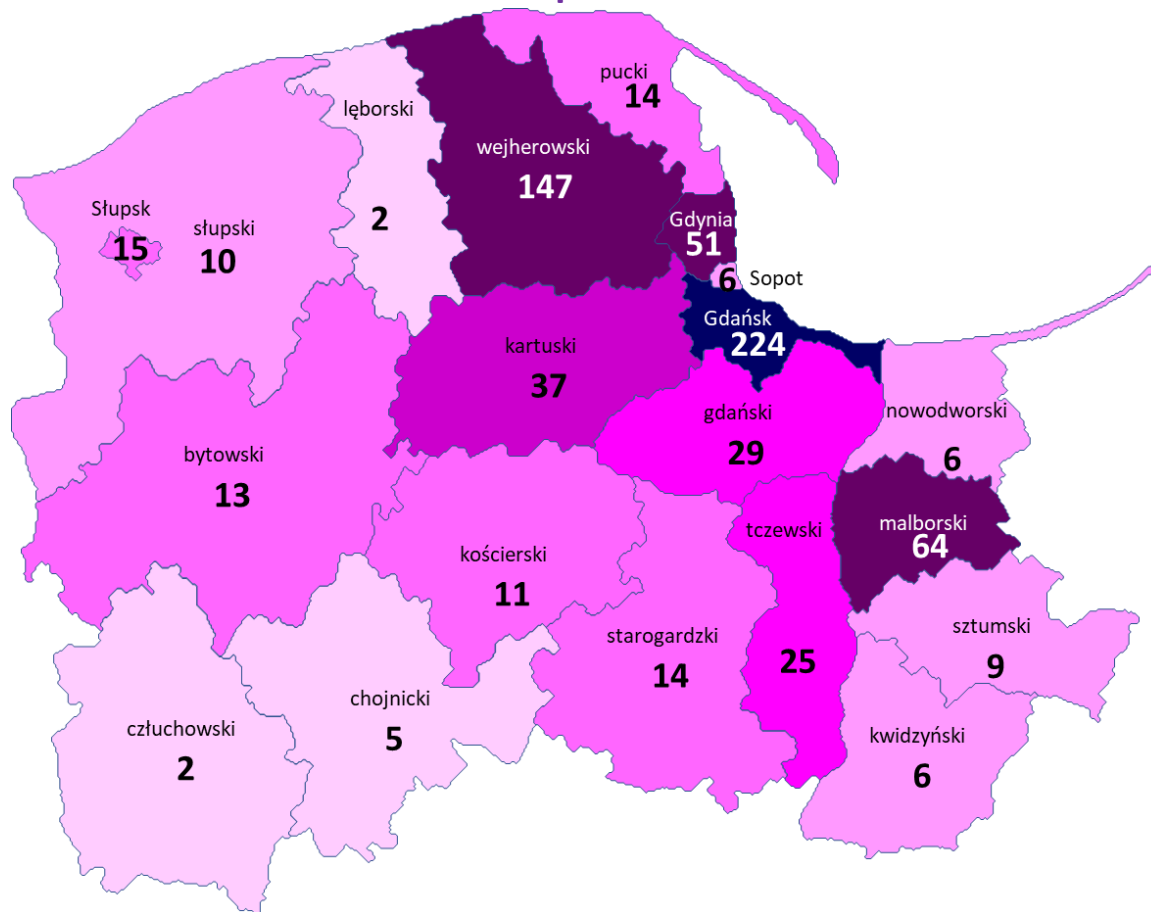 pucki
14
lęborski
2
wejherowski
147
Słupsk
15
słupski
10
Gdynia
51
6
Sopot
Gdańsk
224
kartuski
37
gdański
29
nowodworski
6
bytowski
13
tczewski
25
malborski
64
kościerski
11
starogardzki
14
sztumski
9
chojnicki
5
człuchowski
2
kwidzyński
6